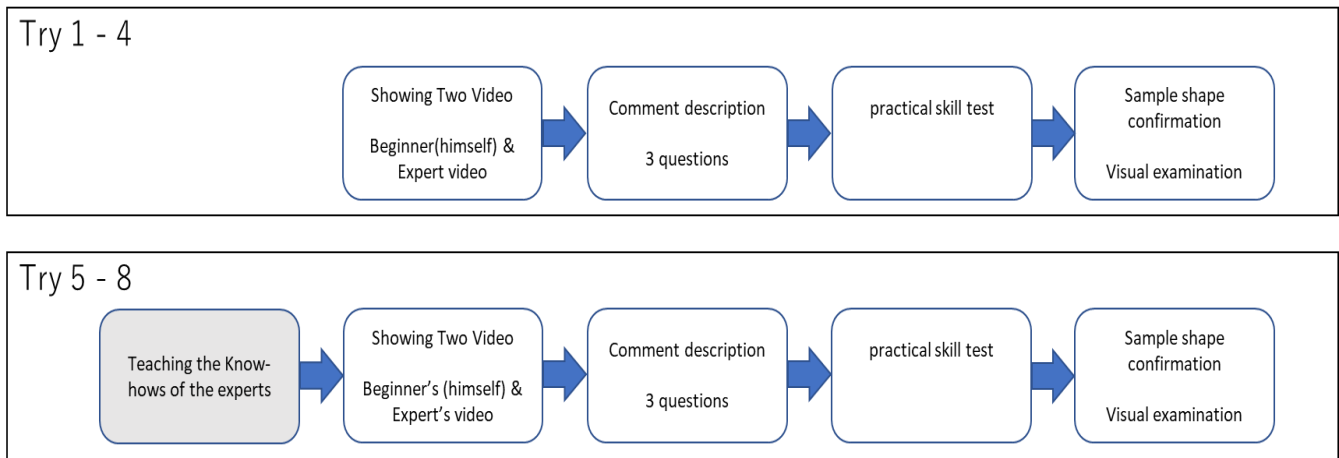 Try 1 - 4
Showing Two Video
Beginner(himself) &
Expert video
Comment description
3 questions
practical skill test
Sample shape
confirmation
Visual examination
Try 5 - 8
Teaching the Know-
hows of the experts
Showing Two Video
Beginner's (himself) &
Expert's video
Comment description
3 questions
practical skill test
Sample shape
confirmation
Visual examination